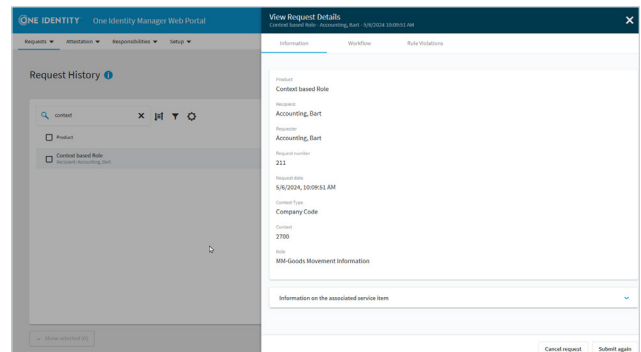 ONE IDENTITY One Identity Manager Web Portal
Requests Attestation Responsibilities Setup
Request History
context
Product
Context based Role
Recipient: Accounting, Bart
Show selected (0)
View Request Details
Context based Role - Accounting, Bart - 5/6/2024 10:09:51 AM
Information Workflow Rule Violations
Product
Context based Role
Recipient
Accounting, Bart
Requester
Accounting, Bart
Request number
211
Request date
5/6/2024, 10:09:51 AM
Context Type
Company Code
Context
2700
Role
MM-Goods Movement Information
Information on the associated service item
Cancel request Submit again